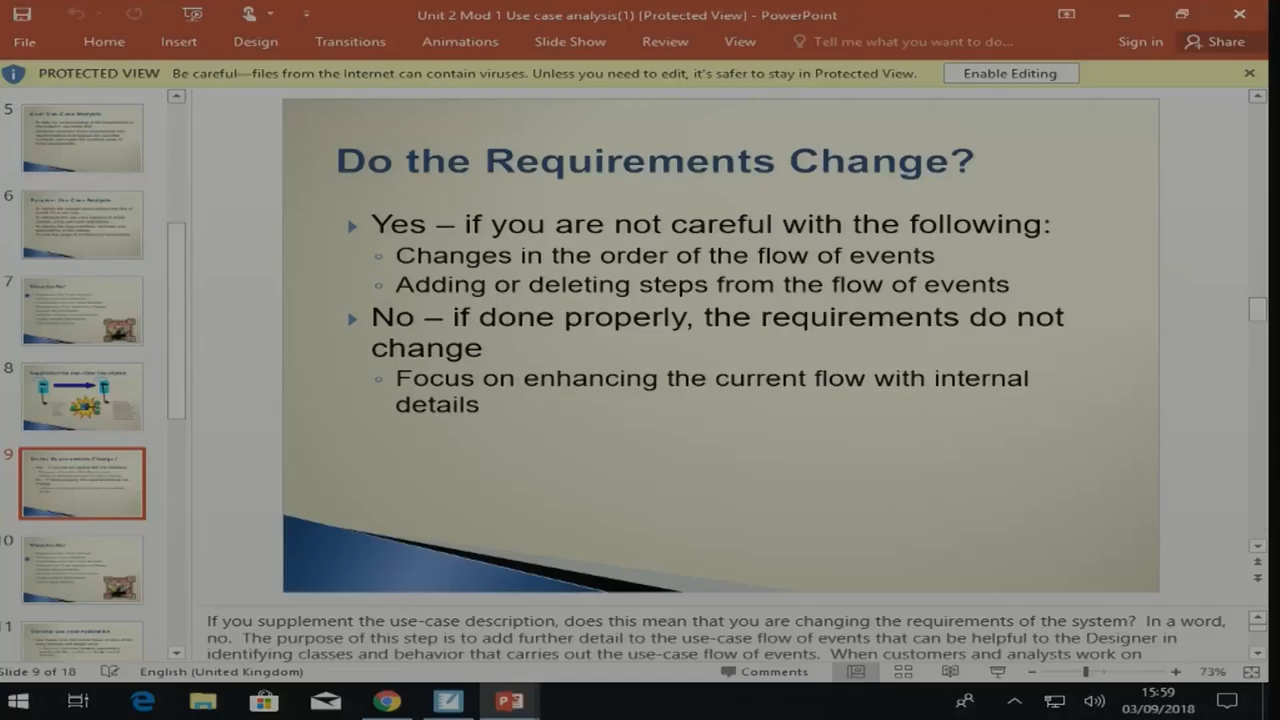 Unit 2 Mod 1 Use case analysis(1) [Protected View] - PowerPoint
File Home Insert Design Transitions Animations Slide Show Review View Tell me what you want to do... Sign in Share
PROTECTED VIEW Be careful—files from the Internet can contain viruses. Unless you need to edit, it's safer to stay in Protected View. Enable Editing
5
6
7
8
9
10
11
Do the Requirements Change?
Yes – if you are not careful with the following:
Changes in the order of the flow of events
Adding or deleting steps from the flow of events
No – if done properly, the requirements do not
change
Focus on enhancing the current flow with internal
details
If you supplement the use-case description, does this mean that you are changing the requirements of the system? In a word,
no. The purpose of this step is to add further detail to the use-case flow of events that can be helpful to the Designer in
identifying classes and behavior that carries out the use-case flow of events. When customers and analysts work on
Slide 9 of 18 English (United Kingdom) Comments 73%
15:59
03/09/2018